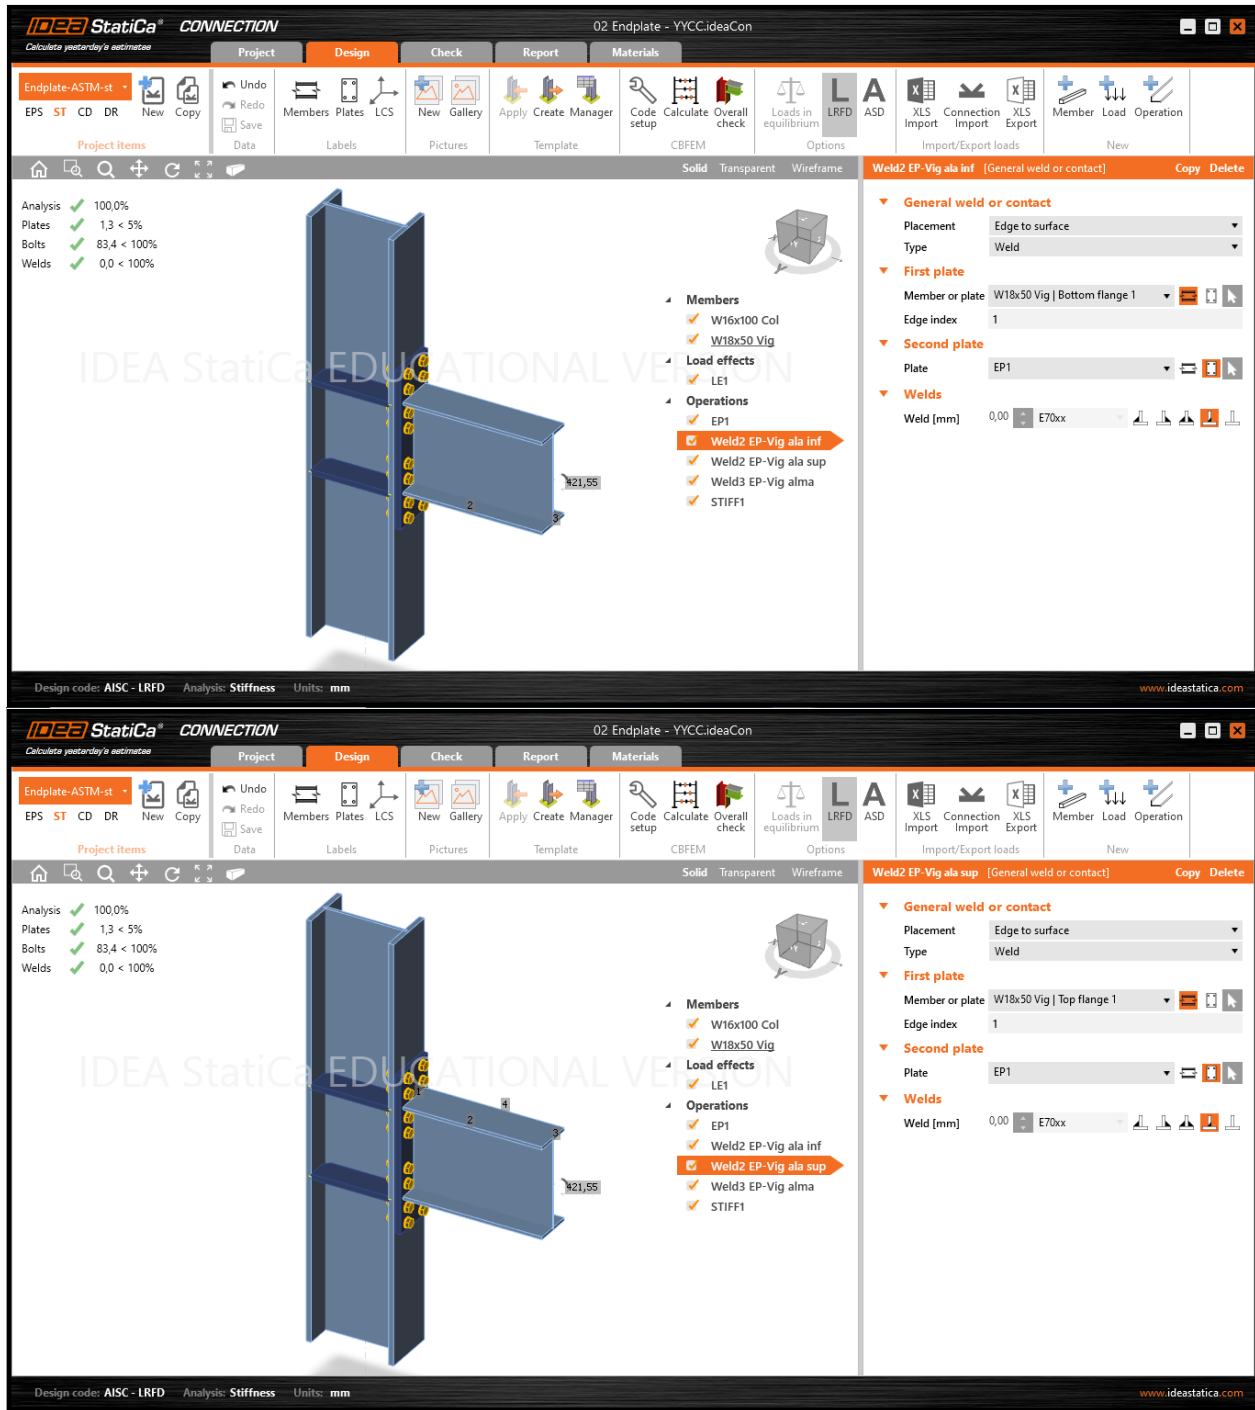 IDEA StatiCa® CONNECTION
02 Endplate - YYCC.ideaCon
Calculate yesterday's estimates
Project Design Check Report Materials
Endplate-ASTM-st
EPS ST CD DR
New Copy
Undo
Redo
Save
Members Plates LCS
New Gallery
Apply Create Manager
Code setup Calculate Overall check
Loads in equilibrium LRFD ASD
XLS Import Connection Import XLS Export
Member Load Operation
Project items Data Labels Pictures Template CBFEM Options Import/Export loads New
Solid Transparent Wireframe
Weld2 EP-Vig ala inf [General weld or contact] Copy Delete
Analysis 100,0%
Plates 1,3 < 5%
Bolts 83,4 < 100%
Welds 0,0 < 100%
IDEA StatiCa EDUCATIONAL VERSION
Members
W16x100 Col
W18x50 Vig
Load effects
LE1
Operations
EP1
Weld2 EP-Vig ala inf
Weld2 EP-Vig ala sup
Weld3 EP-Vig alma
STIFF1
421,55
2
3
General weld or contact
Placement Edge to surface
Type Weld
First plate
Member or plate W18x50 Vig | Bottom flange 1
Edge index 1
Second plate
Plate EP1
Welds
Weld [mm] 0,00 E70xx
Design code: AISC - LRFD Analysis: Stiffness Units: mm
www.ideastatica.com
IDEA StatiCa® CONNECTION
02 Endplate - YYCC.ideaCon
Calculate yesterday's estimates
Project Design Check Report Materials
Endplate-ASTM-st
EPS ST CD DR
New Copy
Undo
Redo
Save
Members Plates LCS
New Gallery
Apply Create Manager
Code setup Calculate Overall check
Loads in equilibrium LRFD ASD
XLS Import Connection Import XLS Export
Member Load Operation
Project items Data Labels Pictures Template CBFEM Options Import/Export loads New
Solid Transparent Wireframe
Weld2 EP-Vig ala sup [General weld or contact] Copy Delete
Analysis 100,0%
Plates 1,3 < 5%
Bolts 83,4 < 100%
Welds 0,0 < 100%
IDEA StatiCa EDUCATIONAL VERSION
Members
W16x100 Col
W18x50 Vig
Load effects
LE1
Operations
EP1
Weld2 EP-Vig ala inf
Weld2 EP-Vig ala sup
Weld3 EP-Vig alma
STIFF1
1
4
2
3
421,55
General weld or contact
Placement Edge to surface
Type Weld
First plate
Member or plate W18x50 Vig | Top flange 1
Edge index 1
Second plate
Plate EP1
Welds
Weld [mm] 0,00 E70xx
Design code: AISC - LRFD Analysis: Stiffness Units: mm
www.ideastatica.com